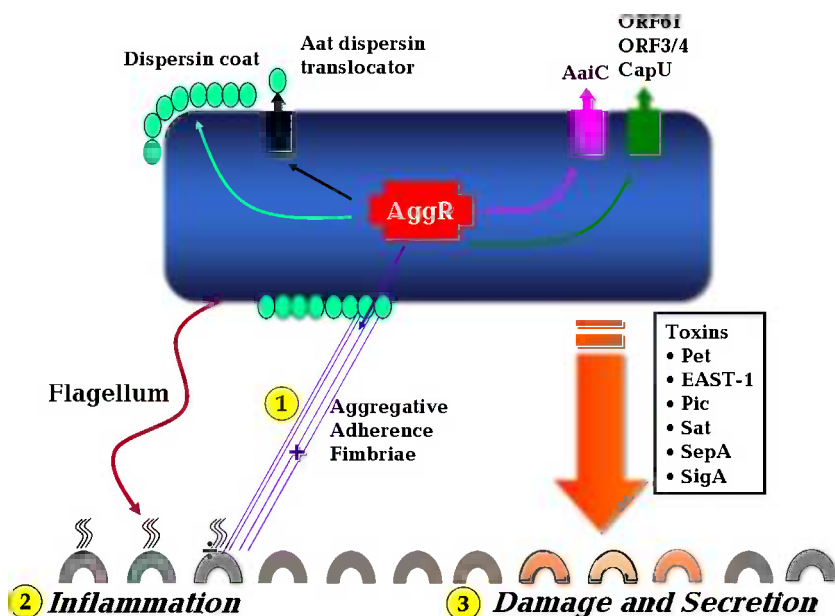 ORF61
ORF3/4
CapU
AaiC
Aat dispersin
translocator
Dispersin coat
AggR
Flagellum
1
Aggregative
Adherence
Fimbriae
+
Toxins
• Pet
• EAST-1
• Pic
• Sat
• SepA
• SigA
÷
2 Inflammation
3 Damage and Secretion